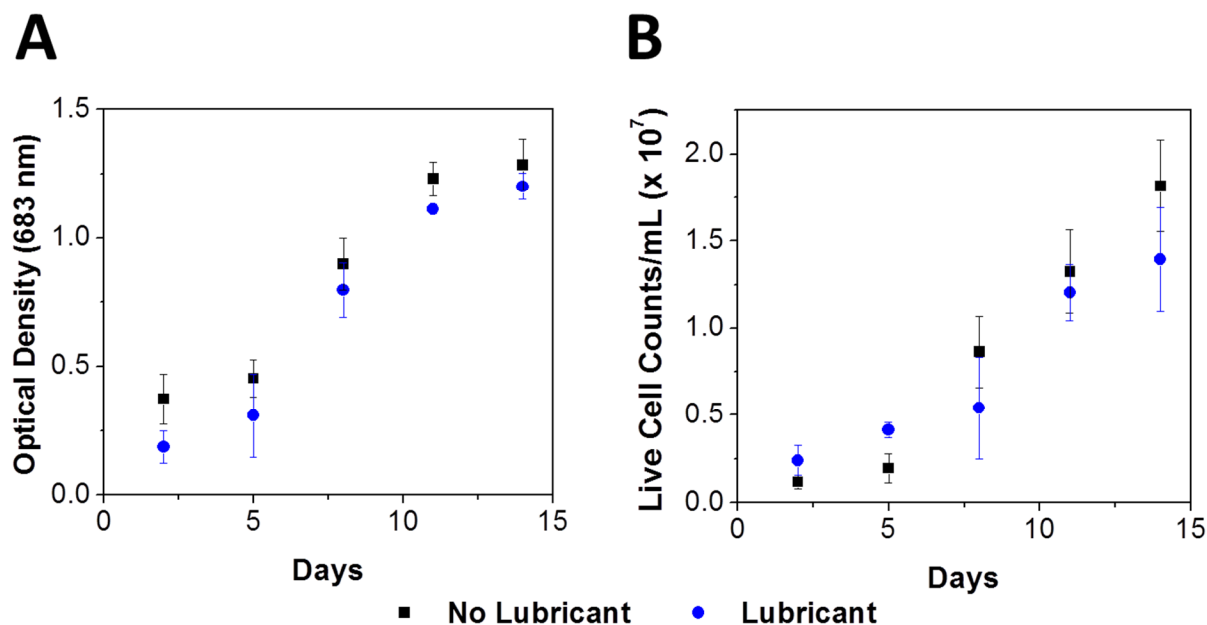 A
B
Optical Density (683 nm)
1.5
1.0
0.5
0.0
0 5 10 15
Days
Live Cell Counts/mL (x 10⁷)
2.0
1.5
1.0
0.5
0.0
0 5 10 15
Days
No Lubricant Lubricant